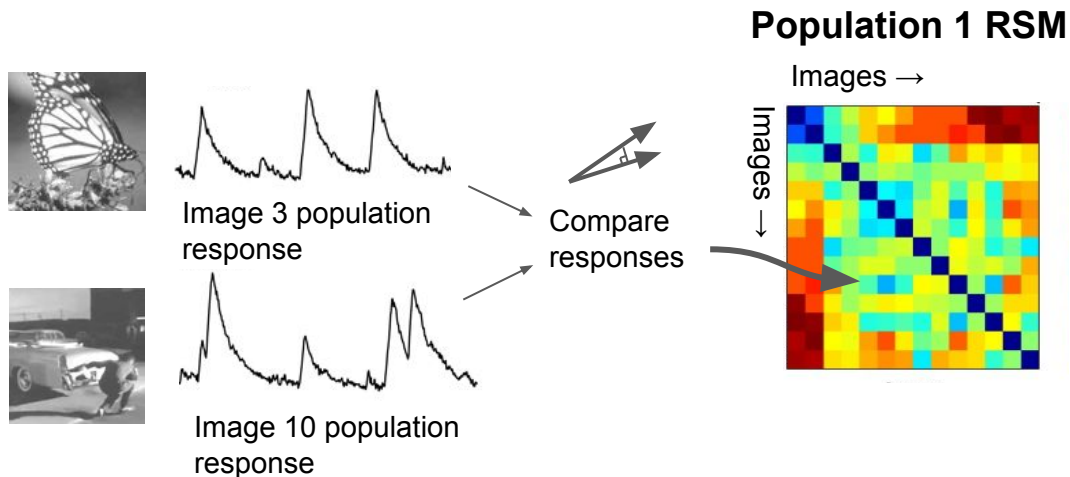 Population 1 RSM
Images →
Images →
Image 3 population
response
Compare
responses
Image 10 population
response